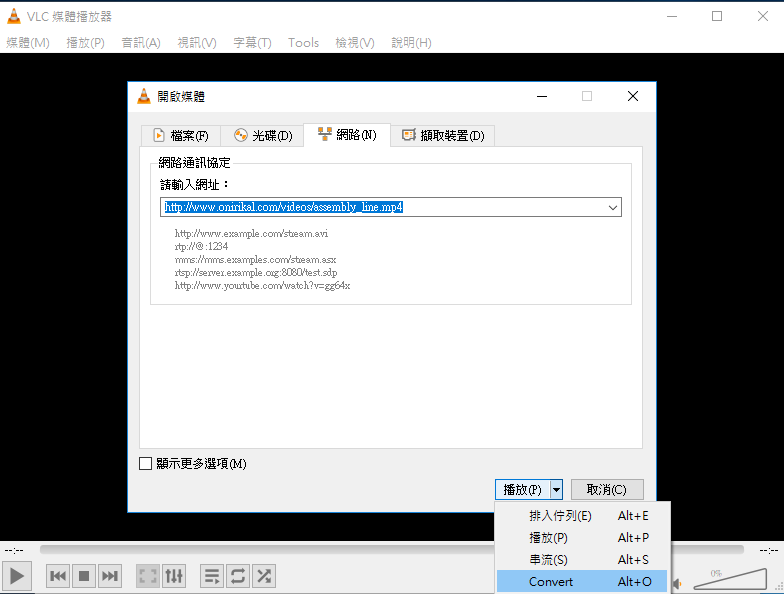 VLC 媒體播放器
媒體(M) 播放(P) 音訊(A) 視訊(V) 字幕(T) Tools 檢視(V) 說明(H)
開啟媒體
檔案(F) 光碟(D) 網路(N) 擷取裝置(D)
網路通訊協定
請輸入網址：
http://www.onirikal.com/videos/assembly_line.mp4
http://www.example.com/stream.avi
rtp://@:1234
mms://mms.examples.com/stream.asx
rtsp://server.example.org:8080/test.sdp
http://www.yourtube.com/watch?v=gg64x
顯示更多選項(M)
播放(P) 取消(C)
排入佇列(E) Alt+E
播放(P) Alt+P
串流(S) Alt+S
Convert Alt+O
--:-- --:--
0%